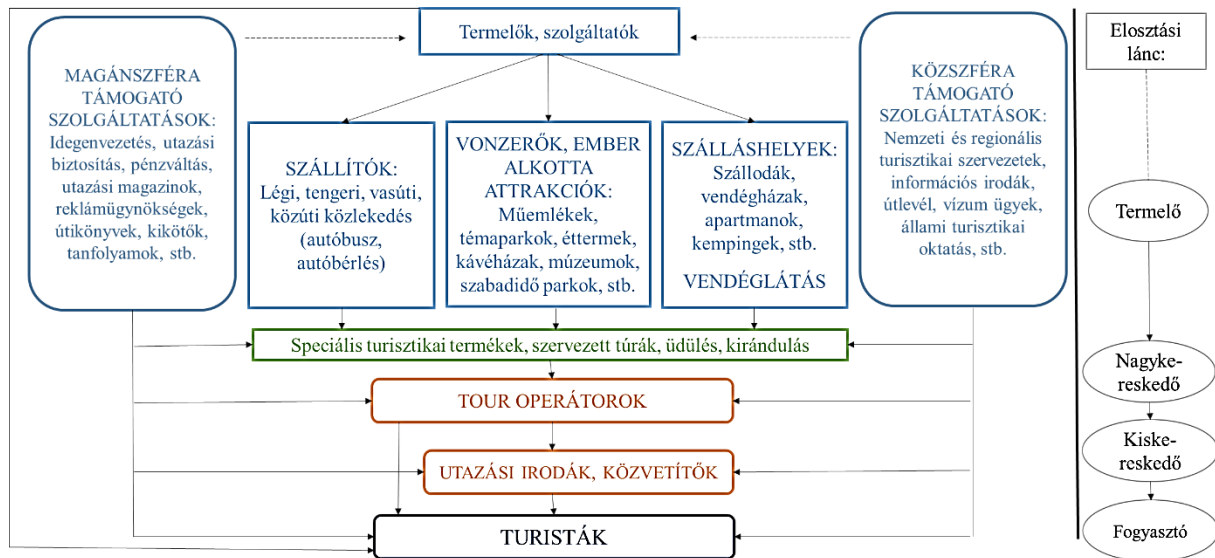 Termelők, szolgáltatók
MAGÁNSZFÉRA
TÁMOGATÓ
SZOLGÁLTATÁSOK:
Idegenvezetés, utazási
biztosítás, pénzváltás,
utazási magazinok,
reklámügynökségek,
útikönyvek, kikötők,
tanfolyamok, stb.
SZÁLLÍTÓK:
Légi, tengeri, vasúti,
közúti közlekedés
(autóbusz,
autóbérlés)
VONZERŐK, EMBER
ALKOTTA
ATTRAKCIÓK:
Műemlékek,
témaparkok, éttermek,
kávéházak, múzeumok,
szabadidő parkok, stb.
SZÁLLÁSHELYEK:
Szállodák,
vendégházak,
apartmanok,
kempingek, stb.
VENDÉGLÁTÁS
KÖZSZFÉRA
TÁMOGATÓ
SZOLGÁLTATÁSOK:
Nemzeti és regionális
turisztikai szervezetek,
információs irodák,
útlevél, vízum ügyek,
állami turisztikai
oktatás, stb.
Speciális turisztikai termékek, szervezett túrák, üdülés, kirándulás
TOUR OPERÁTOROK
UTAZÁSI IRODÁK, KÖZVETÍTŐK
TURISTÁK
Elosztási
lánc:
Termelő
Nagyke-
reskedő
Kiske-
reskedő
Fogyasztó